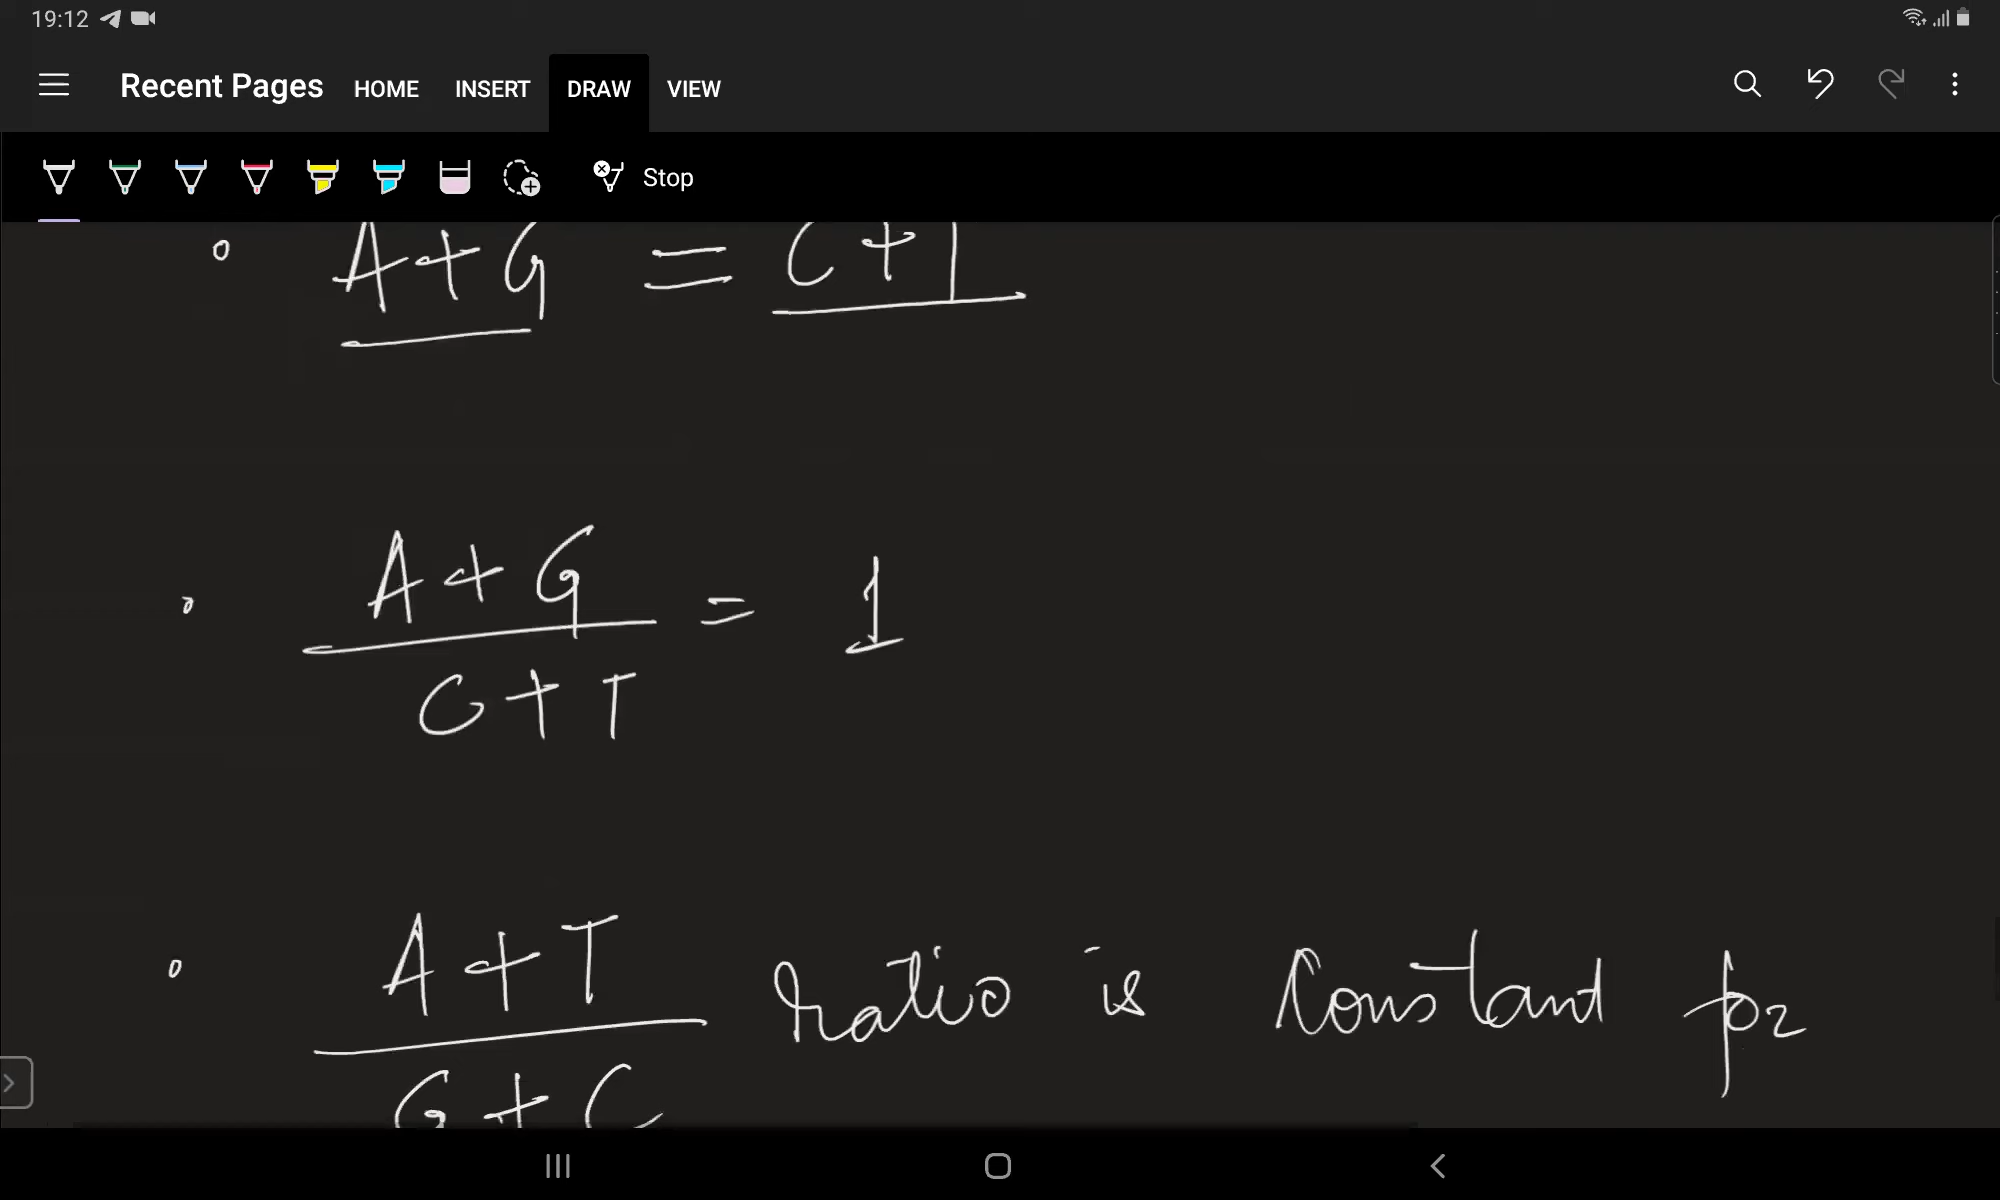 19:12
Recent Pages HOME INSERT DRAW VIEW
Stop
A+G = C+T
A+G
= 1
C+T
A+T
ratio is Constant for
G+C